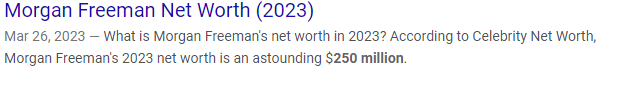 Morgan Freeman Net Worth (2023)
Mar 26, 2023 — What is Morgan Freeman's net worth in 2023? According to Celebrity Net Worth,
Morgan Freeman's 2023 net worth is an astounding $250 million.